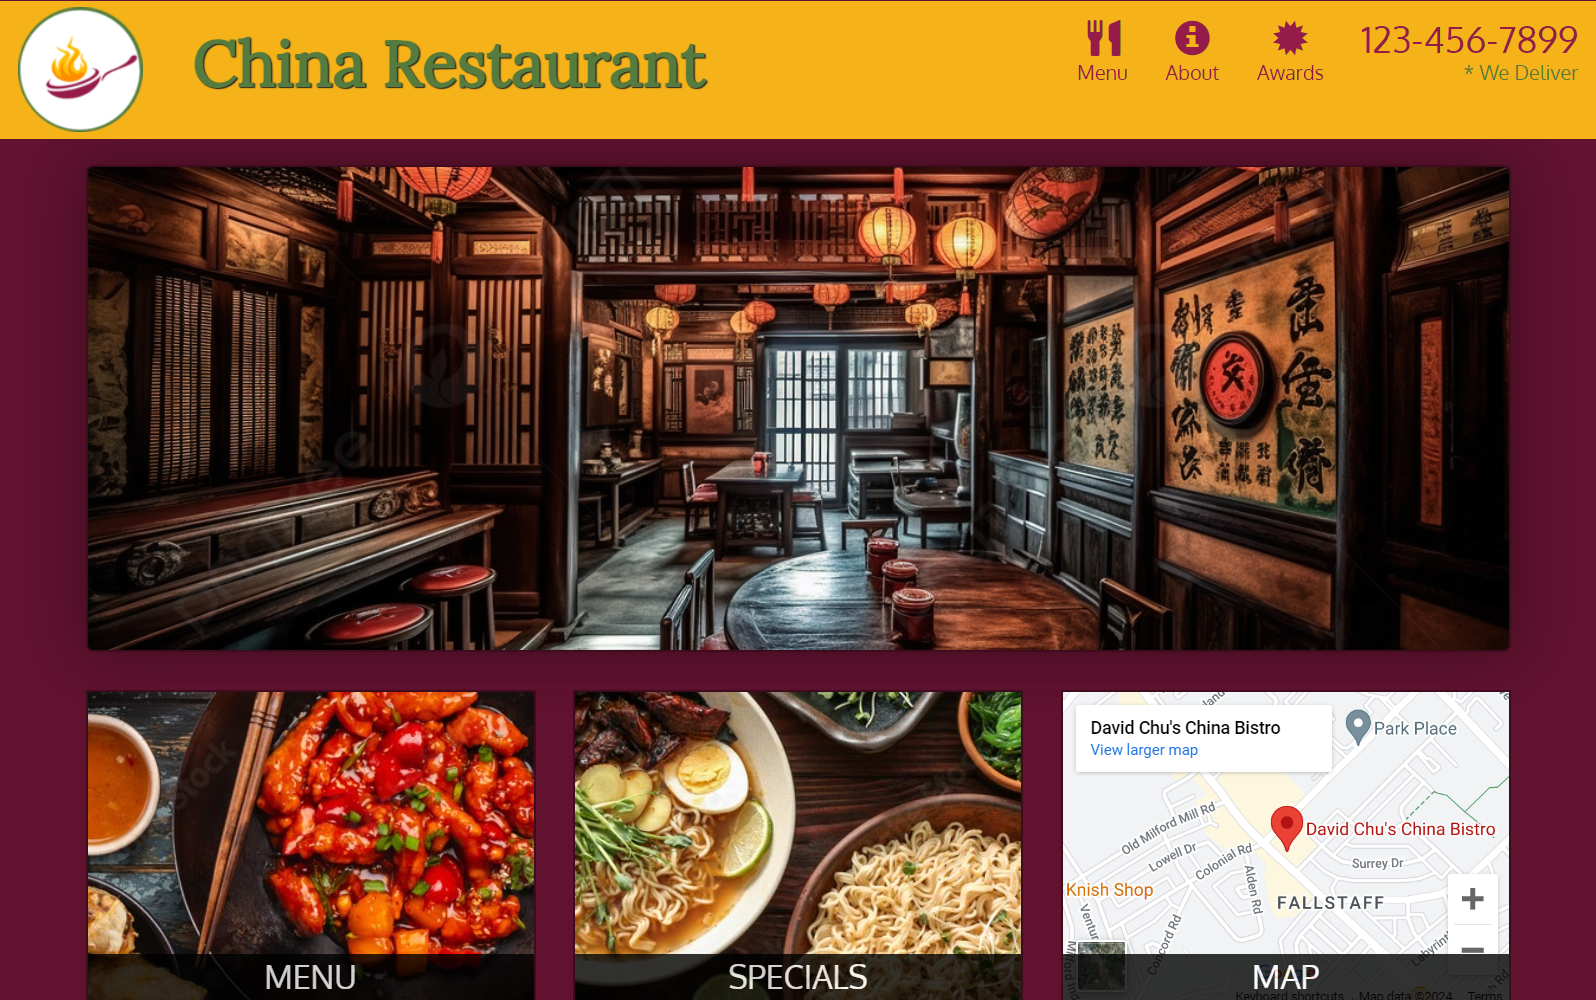 China Restaurant
Menu
About
Awards
123-456-7899
* We Deliver
MENU
SPECIALS
David Chu's China Bistro
View larger map
Park Place
Old Milford Mill Rd
David Chu's China Bistro
Lowell Dr
Colonial Rd
Surrey Dr
Alden Rd
Knish Shop
FALLSTAFF
Concord Rd
MAP
Keyboard shortcuts
Map data ©2024
Terms